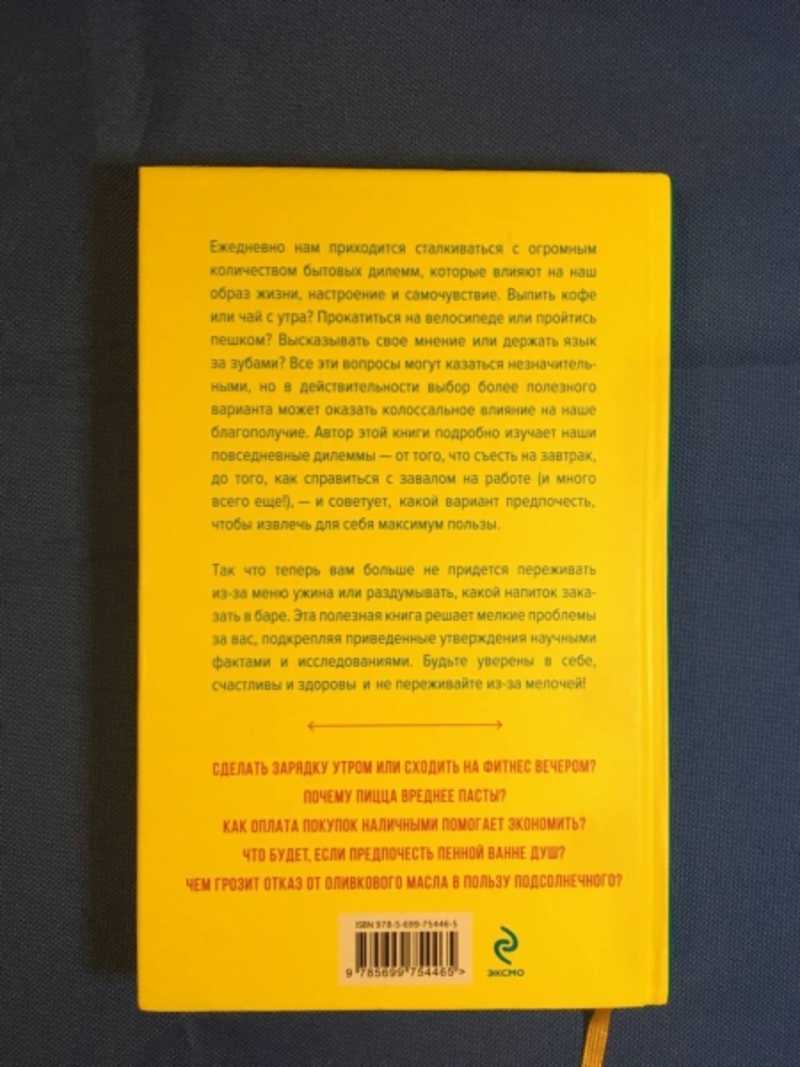 Ежедневно нам приходится сталкиваться с огромным
количеством бытовых дилемм, которые влияют на наш
образ жизни, настроение и самочувствие. Выпить кофе
или чай с утра? Прокатиться на велосипеде или пройтись
пешком? Высказывать свое мнение или держать язык
за зубами? Все эти вопросы могут казаться незначитель-
ными, но в действительности выбор более полезного
варианта может оказать колоссальное влияние на наше
благополучие. Автор этой книги подробно изучает наши
повседневные дилеммы — от того, что съесть на завтрак,
до того, как справиться с завалом на работе (и много
всего еще!), — и советует, какой вариант предпочесть,
чтобы извлечь для себя максимум пользы.
Так что теперь вам больше не придется переживать
из-за меню ужина или раздумывать, какой напиток зака-
зать в баре. Эта полезная книга решает мелкие проблемы
за вас, подкрепляя приведенные утверждения научными
фактами и исследованиями. Будьте уверены в себе,
счастливы и здоровы и не переживайте из-за мелочей!
СДЕЛАТЬ ЗАРЯДКУ УТРОМ ИЛИ СХОДИТЬ НА ФИТНЕС ВЕЧЕРОМ?
ПОЧЕМУ ПИЦЦА ВРЕДНЕЕ ПАСТЫ?
КАК ОПЛАТА ПОКУПОК НАЛИЧНЫМИ ПОМОГАЕТ ЭКОНОМИТЬ?
ЧТО БУДЕТ, ЕСЛИ ПРЕДПОЧЕСТЬ ПЕННОЙ ВАННЕ ДУШ?
ЧЕМ ГРОЗИТ ОТКАЗ ОТ ОЛИВКОВОГО МАСЛА В ПОЛЬЗУ ПОДСОЛНЕЧНОГО?
ISBN 978-5-699-75446-5
9 785699 754465>
ЭКСМО